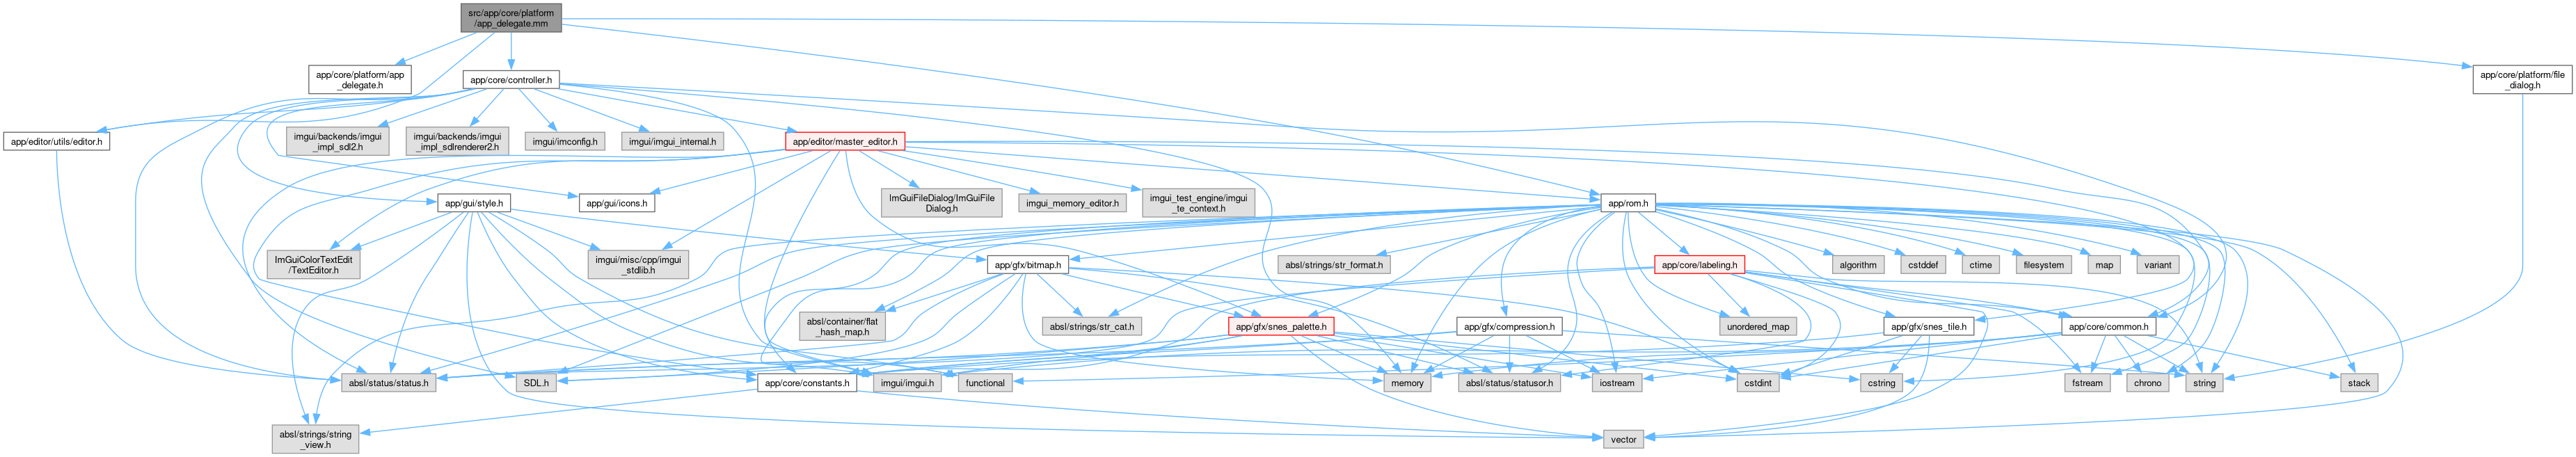 src/app/core/platform
/app_delegate.mm
app/core/platform/app
_delegate.h
app/core/controller.h
app/core/platform/file
_dialog.h
app/editor/utils/editor.h
imgui/backends/imgui
_impl_sdl2.h
imgui/backends/imgui
_impl_sdlrenderer2.h
imgui/imconfig.h
imgui/imgui_internal.h
app/editor/master_editor.h
app/gui/style.h
app/gui/icons.h
ImGuiFileDialog/ImGuiFile
Dialog.h
imgui_memory_editor.h
imgui_test_engine/imgui
_te_context.h
app/rom.h
ImGuiColorTextEdit
/TextEditor.h
imgui/misc/cpp/imgui
_stdlib.h
app/gfx/bitmap.h
absl/strings/str_format.h
app/core/labeling.h
algorithm
cstddef
ctime
filesystem
map
variant
absl/container/flat
_hash_map.h
absl/strings/str_cat.h
app/gfx/snes_palette.h
app/gfx/compression.h
unordered_map
app/gfx/snes_tile.h
app/core/common.h
absl/status/status.h
SDL.h
app/core/constants.h
imgui/imgui.h
functional
memory
absl/status/statusor.h
iostream
cstdint
cstring
fstream
chrono
string
stack
absl/strings/string
_view.h
vector